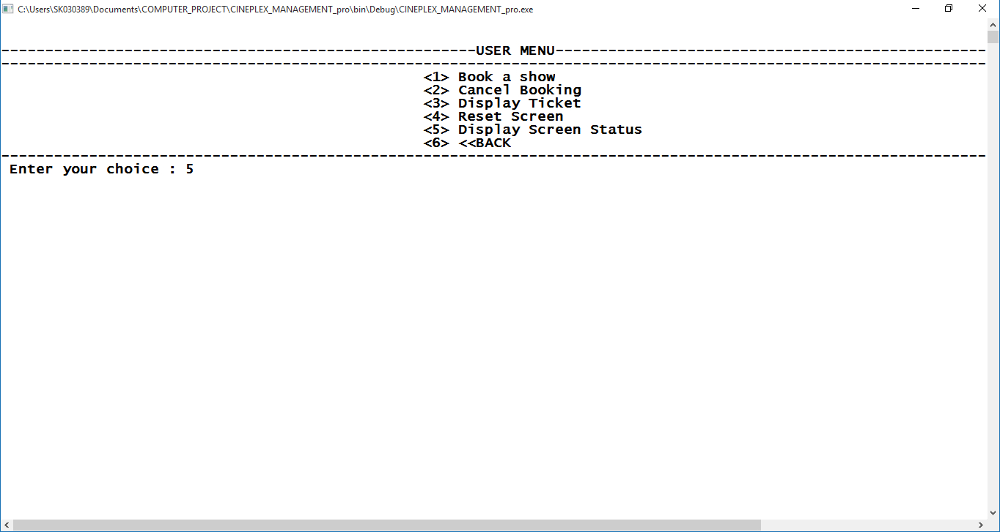 C:\Users\SK030389\Documents\COMPUTER_PROJECT\CINEPLEX_MANAGEMENT_pro\bin\Debug\CINEPLEX_MANAGEMENT_pro.exe
------------------------------------------------------USER MENU-------------------------------------------------
----------------------------------------------------------------------------------------------------------------
<1> Book a show
<2> Cancel Booking
<3> Display Ticket
<4> Reset Screen
<5> Display Screen Status
<6> <<BACK
----------------------------------------------------------------------------------------------------------------
Enter your choice : 5